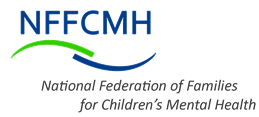 NFFCMH
National Federation of Families
for Children's Mental Health